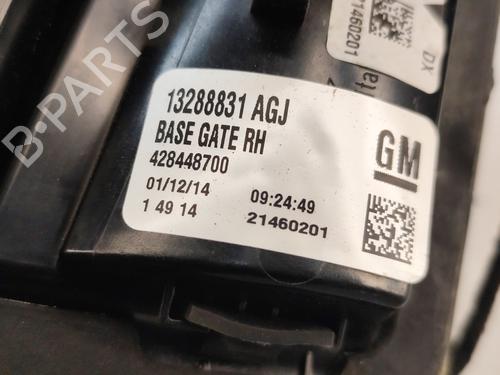 14602014
DX
13288831 AGJ
BASE GATE RH
428448700
01/12/14 09:24:49
1 49 14 21460201
GM
B-PARTS